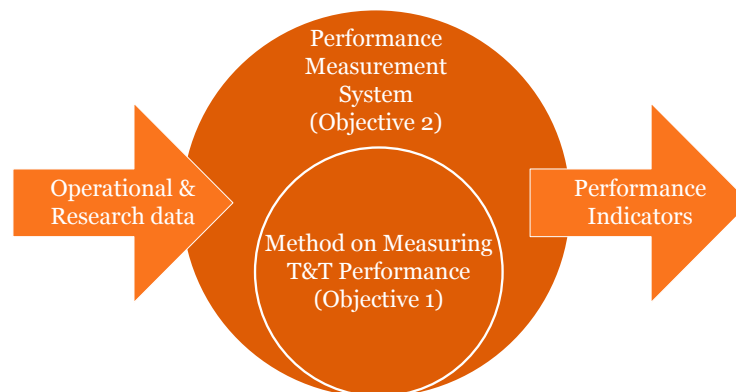 Performance
Measurement
System
(Objective 2)
Operational &
Research data
Performance
Indicators
Method on Measuring
T&T Performance
(Objective 1)